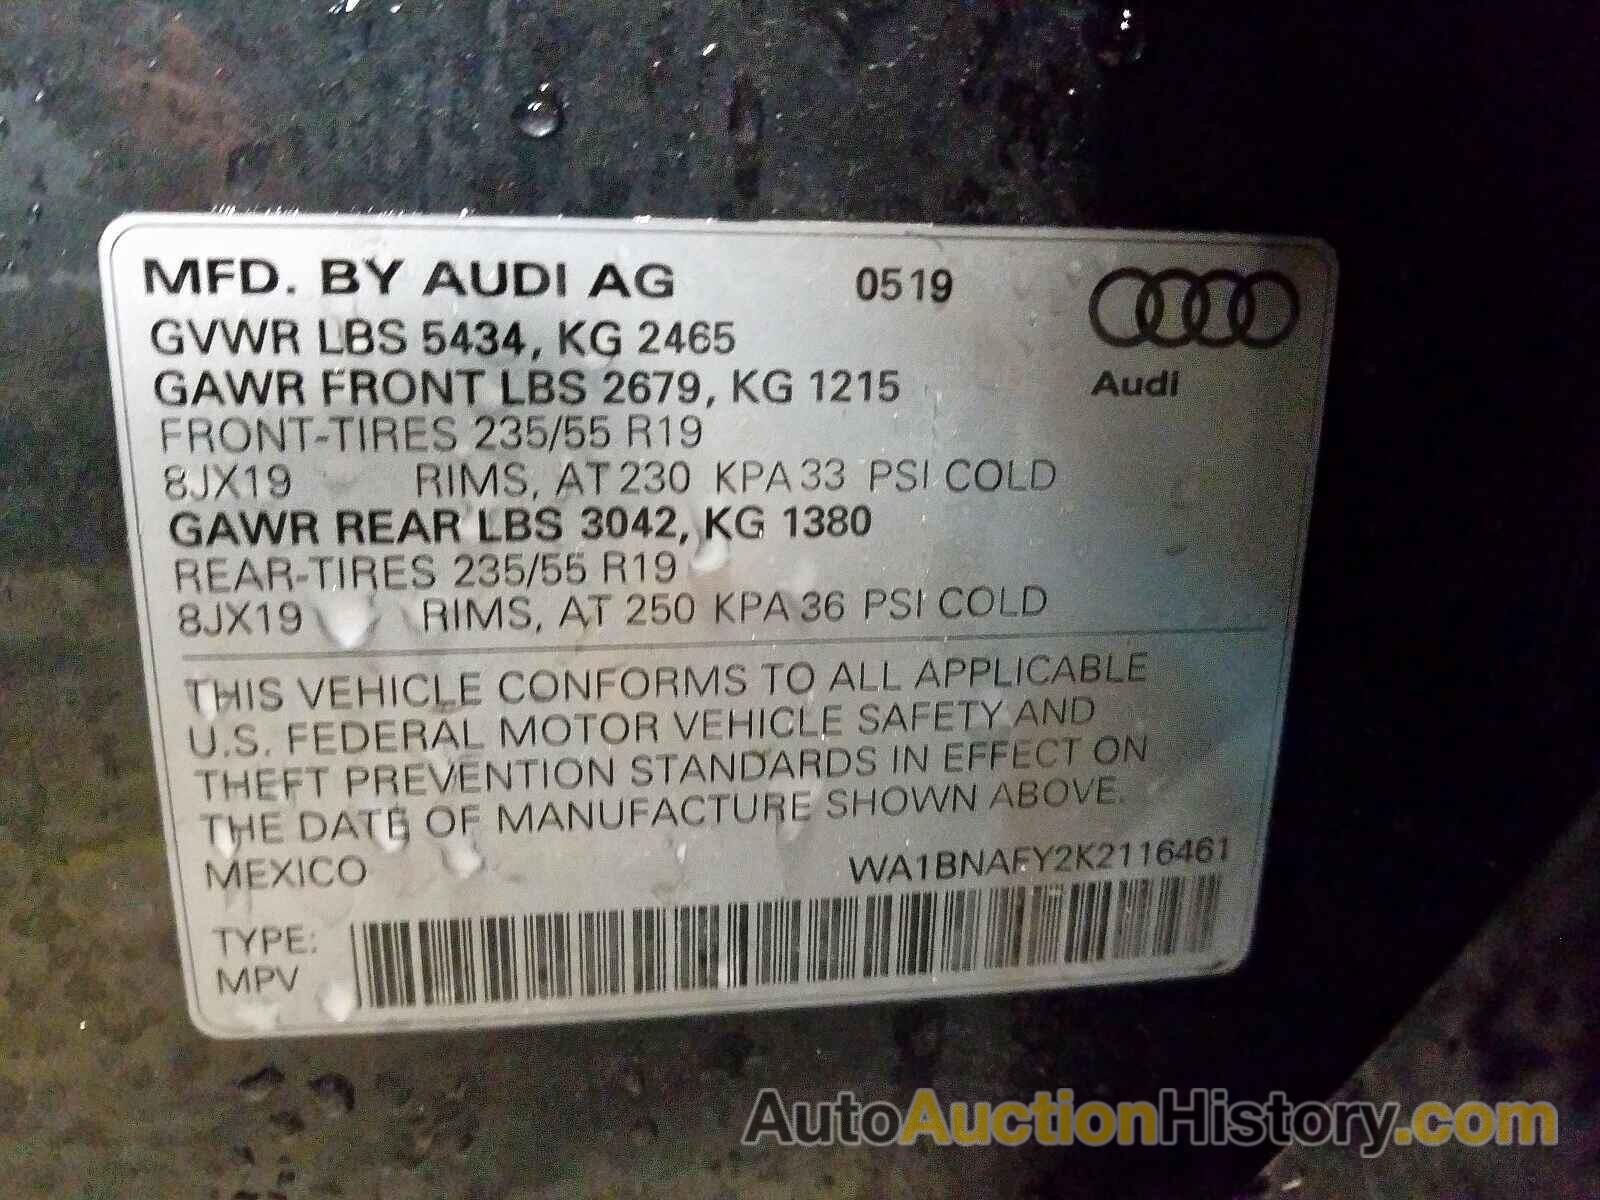 MFD. BY AUDI AG 0519
GVWR LBS 5434, KG 2465
GAWR FRONT LBS 2679, KG 1215
Audi
FRONT-TIRES 235/55 R19
8JX19 RIMS, AT 230 KPA 33 PSI COLD
GAWR REAR LBS 3042, KG 1380
REAR-TIRES 235/55 R19
8JX19 RIMS, AT 250 KPA 36 PSI COLD
THIS VEHICLE CONFORMS TO ALL APPLICABLE
U.S. FEDERAL MOTOR VEHICLE SAFETY AND
THEFT PREVENTION STANDARDS IN EFFECT ON
THE DATE OF MANUFACTURE SHOWN ABOVE.
MEXICO WA1BNAFY2K2116461
TYPE:
MPV
AutoAuctionHistory.com